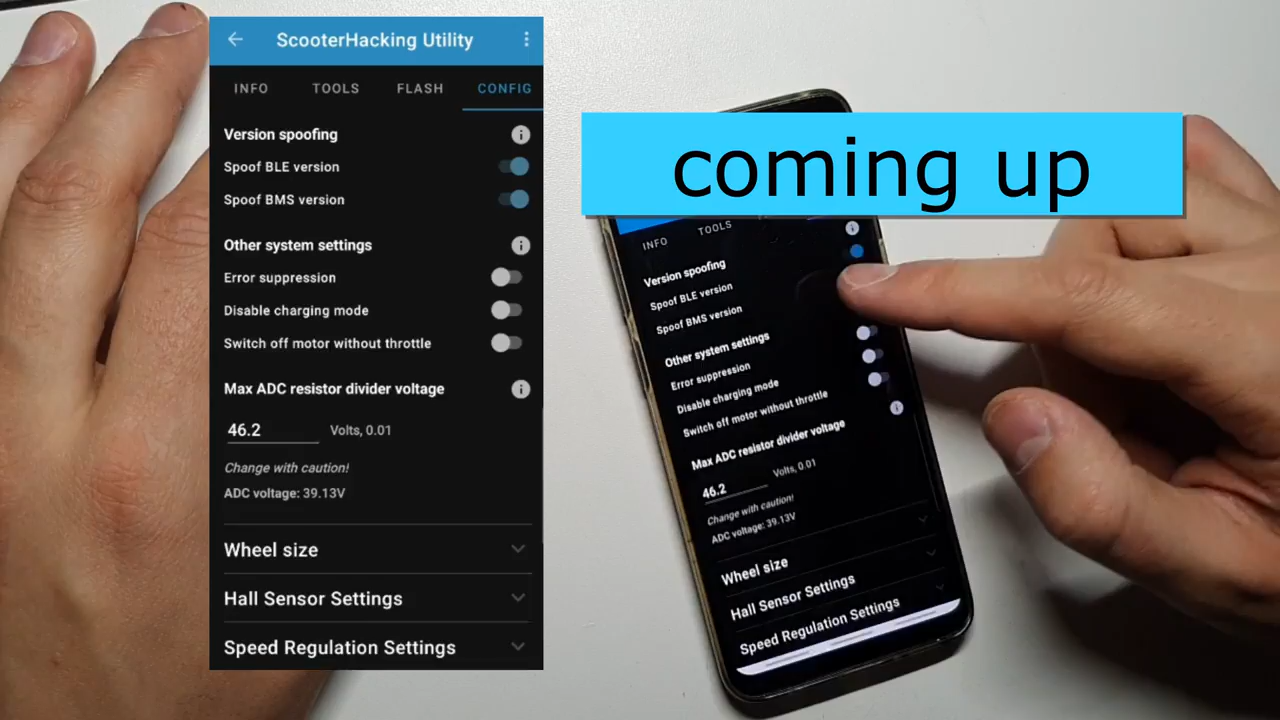 ScooterHacking Utility
INFO TOOLS FLASH CONFIG
Version spoofing
Spoof BLE version
Spoof BMS version
Other system settings
Error suppression
Disable charging mode
Switch off motor without throttle
Max ADC resistor divider voltage
46.2 Volts, 0.01
Change with caution!
ADC voltage: 39.13V
Wheel size
Hall Sensor Settings
Speed Regulation Settings
coming up
INFO TOOLS
Version spoofing
Spoof BLE version
Spoof BMS version
Other system settings
Error suppression
Disable charging mode
Switch off motor without throttle
Max ADC resistor divider voltage
46.2 Volts, 0.01
Change with caution!
ADC voltage: 39.13V
Wheel size
Hall Sensor Settings
Speed Regulation Settings